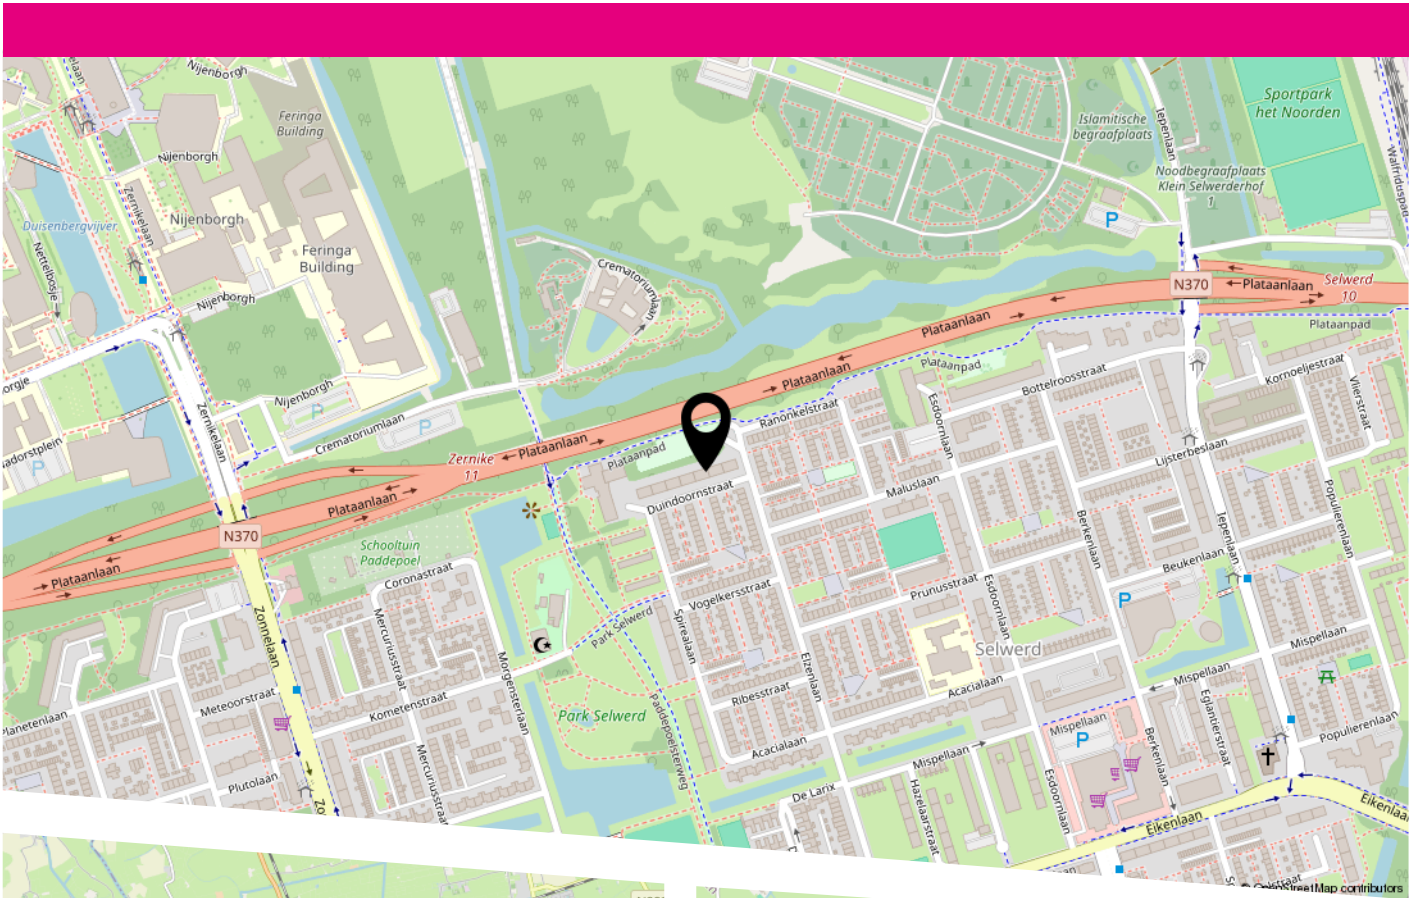 Nijenborgh
Feringa
Building
Nijenborgh
Zernikelaan
Nijenborgh
Feringa
Building
Duisenbergvijver
Nettelbosje
Nijenborgh
Nijenborgh
Zernikelaan
Crematoriumlaan
Crematoriumlaan
Islamitische
begraafplaats
Iepenlaan
Noodbegraafplaats
Klein Selwerderhof
1
Sportpark
het Noorden
Walfriduspad
P
N370
Plataanlaan
Selwerd
10
Plataanpad
Plataanlaan
Plataanlaan
Plataanpad
Bottelroosstraat
Kornoeljestraat
Vlierstraat
Ranonkelstraat
Esdoornlaan
Lijsterbeslaan
Plataanlaan
Zernike
11
Plataanpad
Duindoornstraat
Maluslaan
Populierenlaan
P
P
P
Plataanlaan
N370
Plataanlaan
Schooltuin
Paddepoel
Coronastraat
Berkenlaan
Iepenlaan
Beukenlaan
Prunusstraat
Esdoornlaan
Vogelkersstraat
Park Selwerd
Spirealaan
P
Zonnelaan
Mercuriusstraat
Morgensterlaan
Elzenlaan
Selwerd
Mispellaan
Mispellaan
Planetenlaan
Meteoorstraat
Kometenstraat
Ribesstraat
Acacialaan
Park Selwerd
Paddepoelsterweg
Acacialaan
Mispellaan
P
Mispellaan
Berkenlaan
Eglantierstraat
Populierenlaan
Plutolaan
Mercuriusstraat
De Larix
Hazelaarstraat
Esdoornlaan
Eikenlaan
© OpenStreetMap contributors